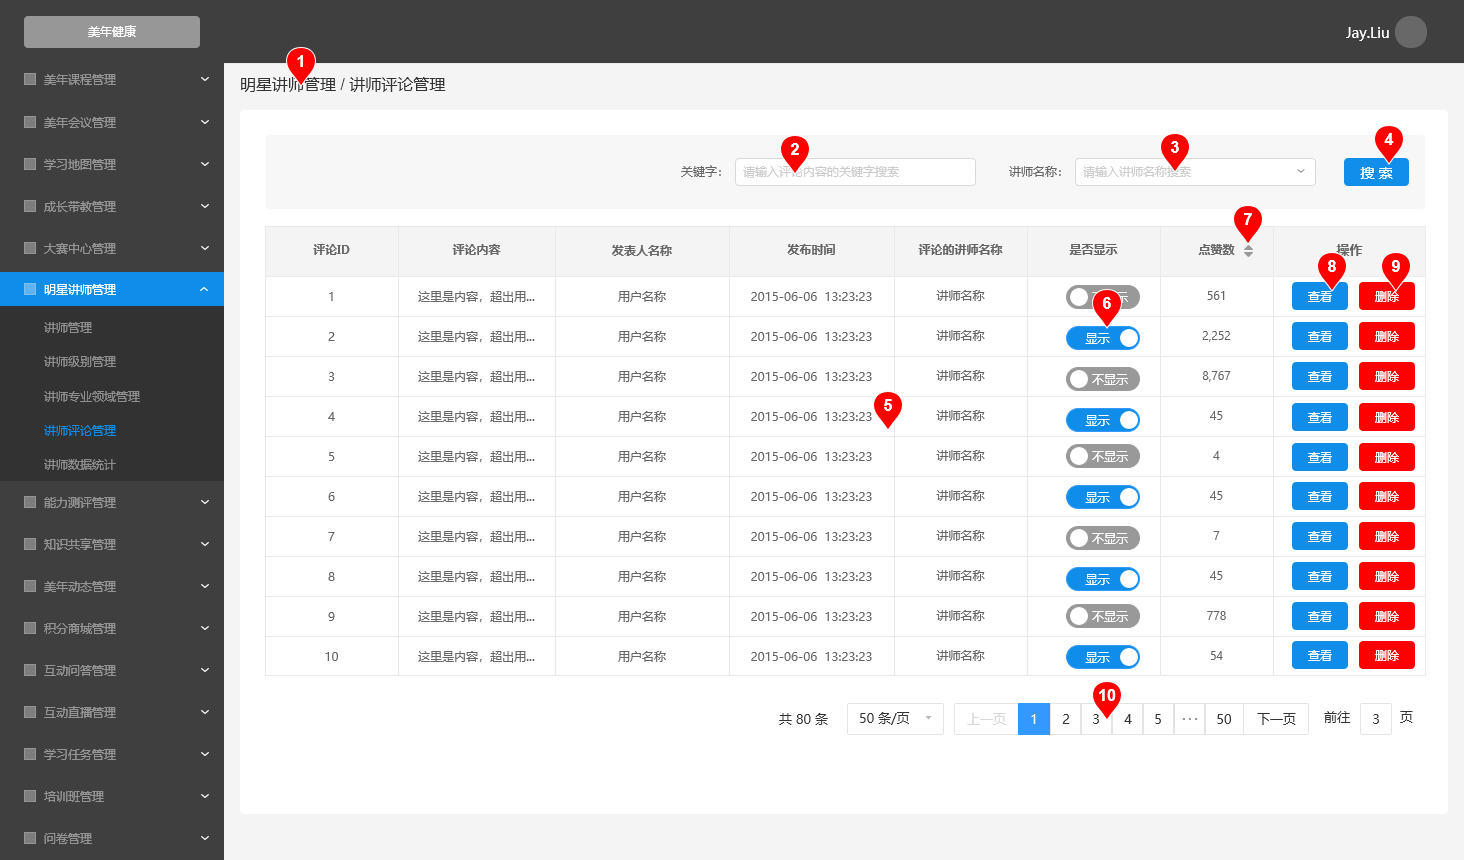 美年健康
Jay.Liu
美年课程管理
美年会议管理
学习地图管理
成长带教管理
大赛中心管理
明星讲师管理
讲师管理
讲师级别管理
讲师专业领域管理
讲师评论管理
讲师数据统计
能力测评管理
知识共享管理
美年动态管理
积分商城管理
互动问答管理
互动直播管理
学习任务管理
培训班管理
问卷管理
1
明星讲师管理 / 讲师评论管理
2 3 4
关键字： 请输入评论内容的关键字搜索 讲师名称： 请输入讲师名称搜索 搜 索
7
评论ID 评论内容 发表人名称 发布时间 评论的讲师名称 是否显示 点赞数 操作
8 9
1 这里是内容，超出用... 用户名称 2015-06-06 13:23:23 讲师名称 不显示 561 查看 删除
6
2 这里是内容，超出用... 用户名称 2015-06-06 13:23:23 讲师名称 显示 2,252 查看 删除
3 这里是内容，超出用... 用户名称 2015-06-06 13:23:23 讲师名称 不显示 8,767 查看 删除
5
4 这里是内容，超出用... 用户名称 2015-06-06 13:23:23 讲师名称 显示 45 查看 删除
5 这里是内容，超出用... 用户名称 2015-06-06 13:23:23 讲师名称 不显示 4 查看 删除
6 这里是内容，超出用... 用户名称 2015-06-06 13:23:23 讲师名称 显示 45 查看 删除
7 这里是内容，超出用... 用户名称 2015-06-06 13:23:23 讲师名称 不显示 7 查看 删除
8 这里是内容，超出用... 用户名称 2015-06-06 13:23:23 讲师名称 显示 45 查看 删除
9 这里是内容，超出用... 用户名称 2015-06-06 13:23:23 讲师名称 不显示 778 查看 删除
10 这里是内容，超出用... 用户名称 2015-06-06 13:23:23 讲师名称 显示 54 查看 删除
10
共 80 条 50 条/页 上一页 1 2 3 4 5 ··· 50 下一页 前往 3 页